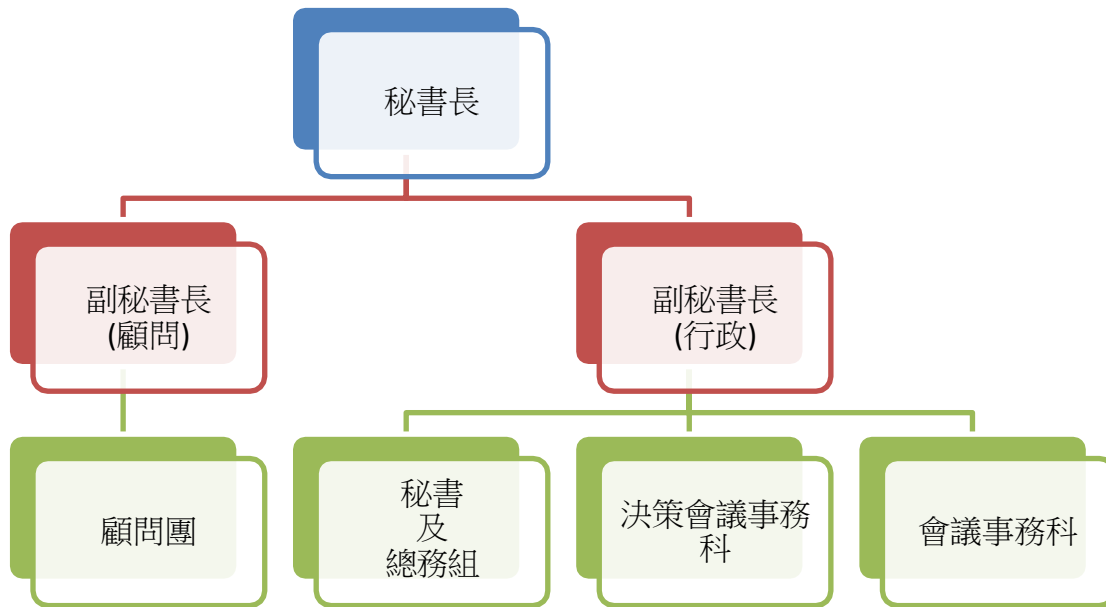 秘書長
副秘書長
(顧問)
副秘書長
(行政)
顧問團
秘書
及
總務組
決策會議事務
科
會議事務科